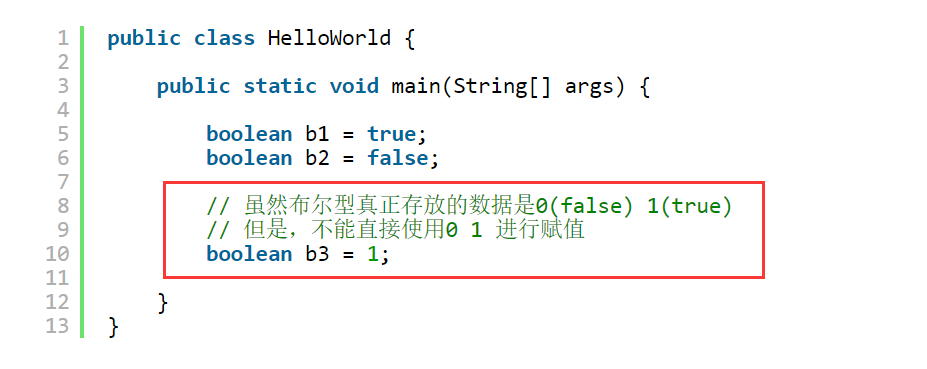 1 public class HelloWorld {
2
3     public static void main(String[] args) {
4
5         boolean b1 = true;
6         boolean b2 = false;
7
8         // 虽然布尔型真正存放的数据是0(false) 1(true)
9         // 但是，不能直接使用0 1 进行赋值
10         boolean b3 = 1;
11
12     }
13 }